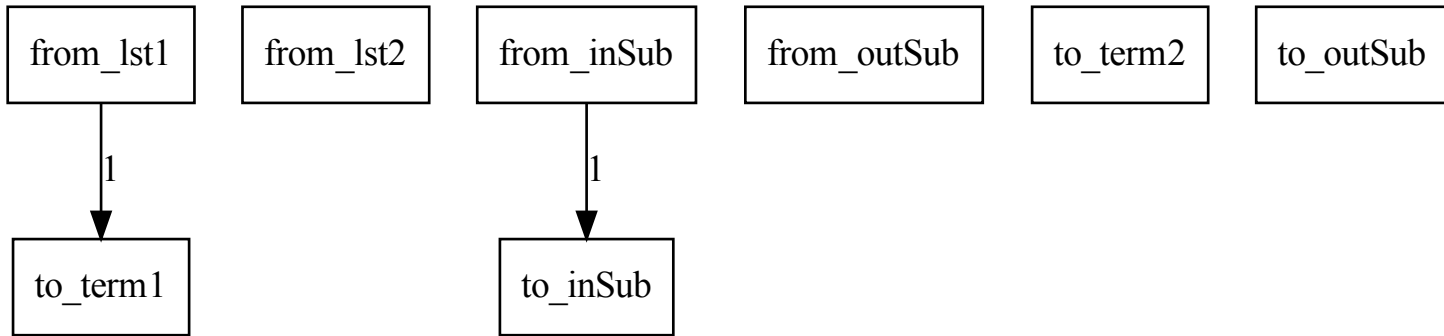 from_lst1
from_lst2
from_inSub
from_outSub
to_term2
to_outSub
1
1
to_term1
to_inSub